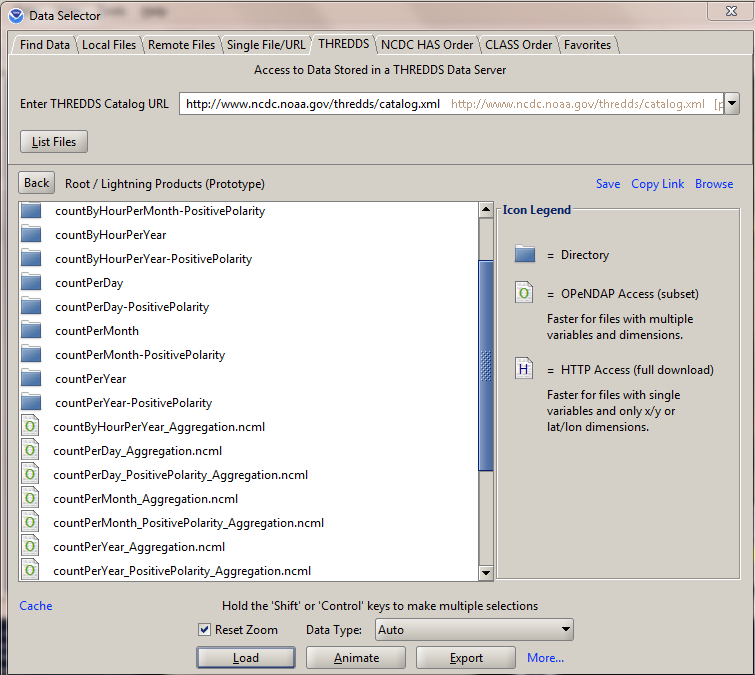 Data Selector
Find Data Local Files Remote Files Single File/URL THREDDS NCDC HAS Order CLASS Order Favorites
Access to Data Stored in a THREDDS Data Server
Enter THREDDS Catalog URL http://www.ncdc.noaa.gov/thredds/catalog.xml http://www.ncdc.noaa.gov/thredds/catalog.xml [p
List Files
Back Root / Lightning Products (Prototype) Save Copy Link Browse
countByHourPerMonth-PositivePolarity
countByHourPerYear
countByHourPerYear-PositivePolarity
countPerDay
countPerDay-PositivePolarity
countPerMonth
countPerMonth-PositivePolarity
countPerYear
countPerYear-PositivePolarity
O countByHourPerYear_Aggregation.ncml
O countPerDay_Aggregation.ncml
O countPerDay_PositivePolarity_Aggregation.ncml
O countPerMonth_Aggregation.ncml
O countPerMonth_PositivePolarity_Aggregation.ncml
O countPerYear_Aggregation.ncml
O countPerYear_PositivePolarity_Aggregation.ncml
Icon Legend
= Directory
O = OPeNDAP Access (subset)
Faster for files with multiple
variables and dimensions.
H = HTTP Access (full download)
Faster for files with single
variables and only x/y or
lat/lon dimensions.
Cache Hold the 'Shift' or 'Control' keys to make multiple selections
Reset Zoom Data Type: Auto
Load Animate Export More...